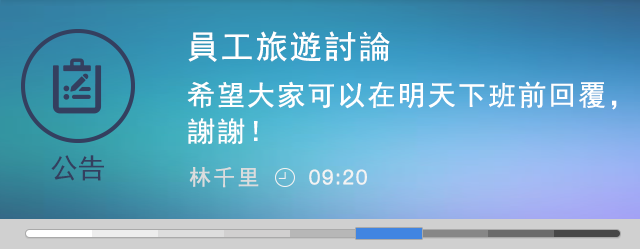 員工旅遊討論
希望大家可以在明天下班前回覆，
謝謝！
公告
林千里 09:20